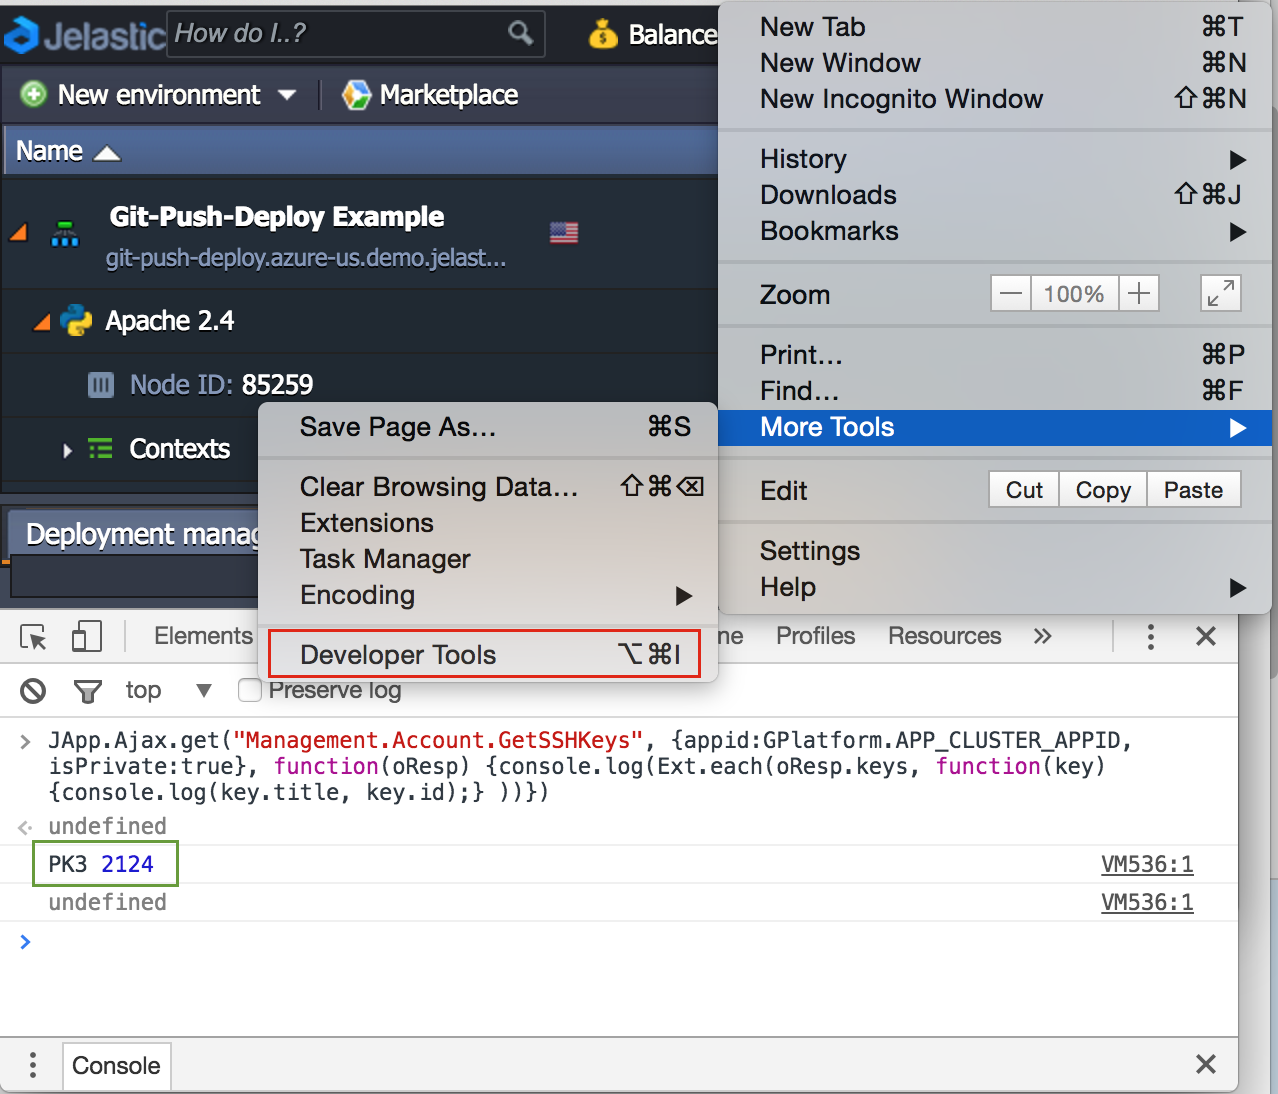 Jelastic
How do I..?
Balance
New environment
Marketplace
Name
Git-Push-Deploy Example
git-push-deploy.azure-us.demo.jelast...
Apache 2.4
Node ID: 85259
Contexts
Deployment manag
New Tab ⌘T
New Window ⌘N
New Incognito Window ⇧⌘N
History ▶
Downloads ⇧⌘J
Bookmarks ▶
Zoom — 100% +
Print... ⌘P
Find... ⌘F
More Tools ▶
Edit Cut Copy Paste
Settings
Help ▶
Save Page As... ⌘S
Clear Browsing Data... ⇧⌘⌫
Extensions
Task Manager
Encoding ▶
Developer Tools ⌥⌘I
Elements ne Profiles Resources »
top ▼ Preserve log
> JApp.Ajax.get("Management.Account.GetSSHKeys", {appid:GPlatform.APP_CLUSTER_APPID,
isPrivate:true}, function(oResp) {console.log(Ext.each(oResp.keys, function(key)
{console.log(key.title, key.id);} ))})
undefined
PK3 2124 VM536:1
undefined VM536:1
>
Console